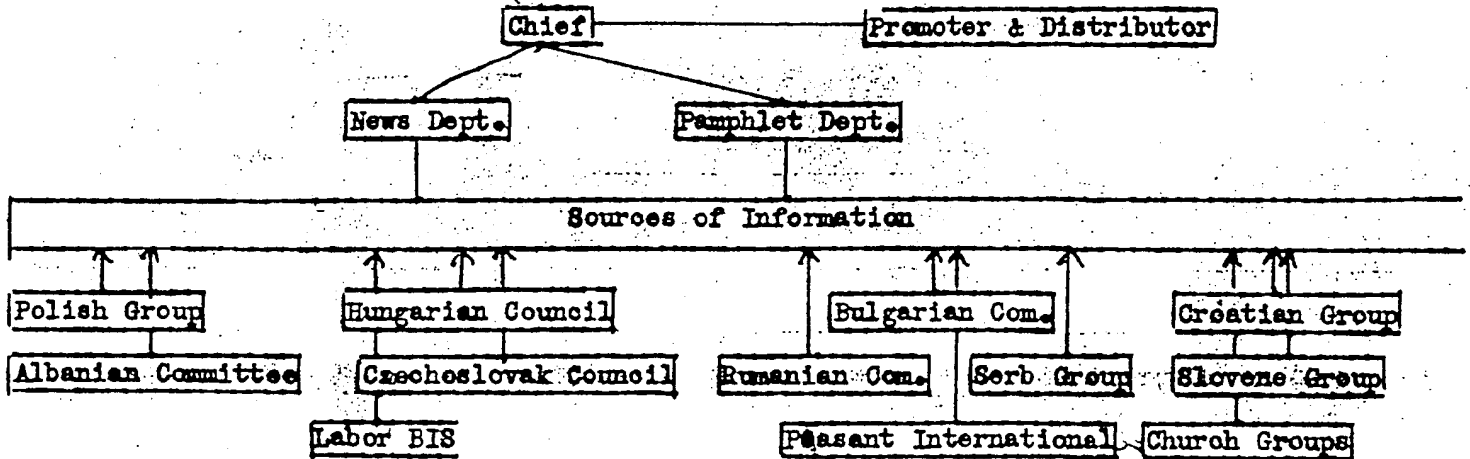 Chief
Promoter & Distributor
News Dept.
Pamphlet Dept.
Sources of Information
Polish Group
Hungarian Council
Bulgarian Com.
Croatian Group
Albanian Committee
Czechoslovak Council
Rumanian Com.
Serb Group
Slovene Group
Labor BIS
Peasant International
Church Groups